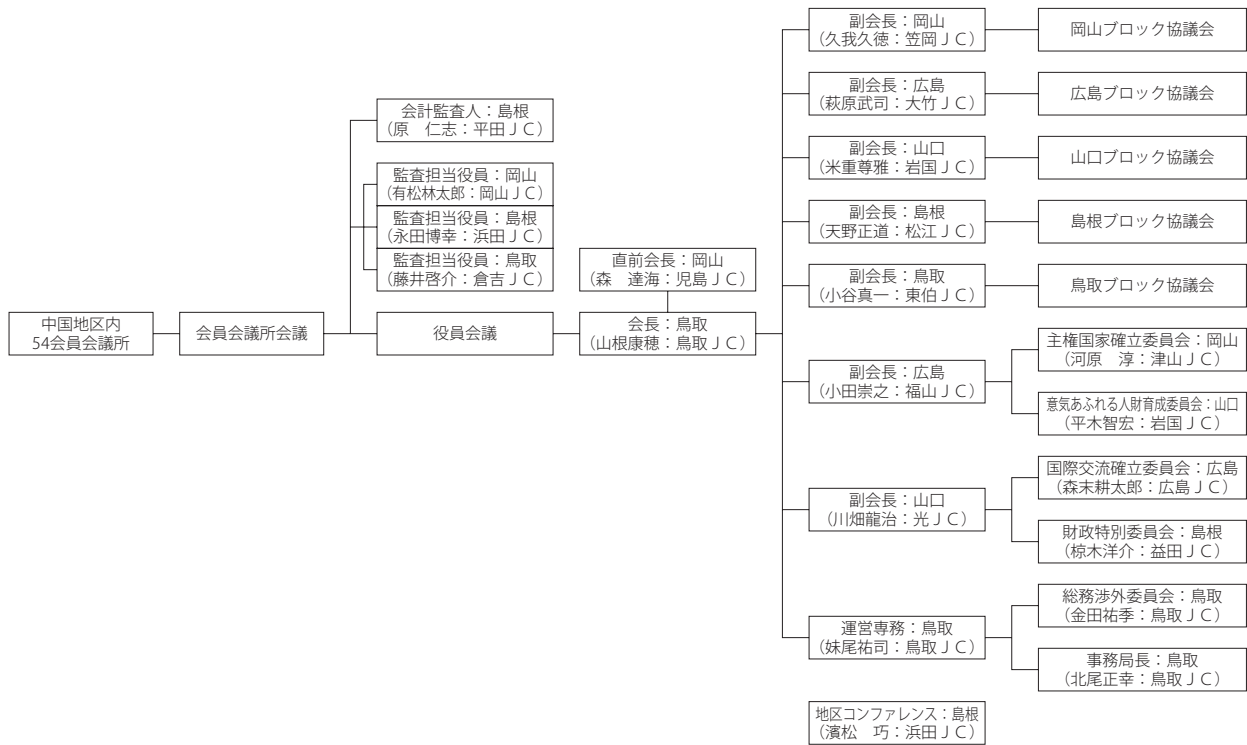 中国地区内
54会員会議所
会員会議所会議
会計監査人：島根
（原　仁志：平田ＪＣ）
監査担当役員：岡山
（有松林太郎：岡山ＪＣ）
監査担当役員：島根
（永田博幸：浜田ＪＣ）
監査担当役員：鳥取
（藤井啓介：倉吉ＪＣ）
役員会議
直前会長：岡山
（森　達海：児島ＪＣ）
会長：鳥取
（山根康穂：鳥取ＪＣ）
副会長：岡山
（久我久徳：笠岡ＪＣ）
岡山ブロック協議会
副会長：広島
（萩原武司：大竹ＪＣ）
広島ブロック協議会
副会長：山口
（米重尊雅：岩国ＪＣ）
山口ブロック協議会
副会長：島根
（天野正道：松江ＪＣ）
島根ブロック協議会
副会長：鳥取
（小谷真一：東伯ＪＣ）
鳥取ブロック協議会
副会長：広島
（小田崇之：福山ＪＣ）
主権国家確立委員会：岡山
（河原　淳：津山ＪＣ）
意気あふれる人財育成委員会：山口
（平木智宏：岩国ＪＣ）
副会長：山口
（川畑龍治：光ＪＣ）
国際交流確立委員会：広島
（森末耕太郎：広島ＪＣ）
財政特別委員会：島根
（椋木洋介：益田ＪＣ）
運営専務：鳥取
（妹尾祐司：鳥取ＪＣ）
総務渉外委員会：鳥取
（金田祐季：鳥取ＪＣ）
事務局長：鳥取
（北尾正幸：鳥取ＪＣ）
地区コンファレンス：島根
（濱松　巧：浜田ＪＣ）